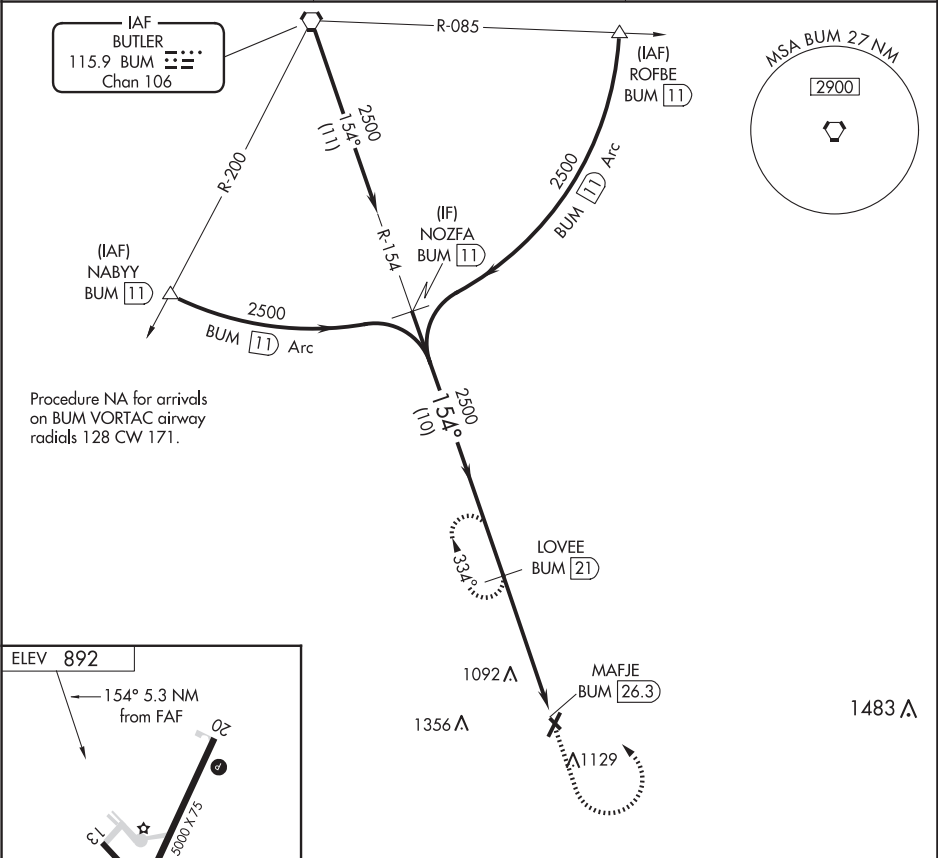 IAF
BUTLER
115.9 BUM
Chan 106
R-085
(IAF)
ROFBE
BUM 11
MSA BUM 27 NM
2900
2500
154°
(11)
R-200
2500
BUM 11 Arc
R-154
(IF)
NOZFA
BUM 11
(IAF)
NABYY
BUM 11
2500
BUM 11 Arc
Procedure NA for arrivals
on BUM VORTAC airway
radials 128 CW 171.
2500
154°
(10)
334°
LOVEE
BUM 21
ELEV 892
154° 5.3 NM
from FAF
1092
MAFJE
BUM 26.3
1356
1483
1129
20
P
5000 X 75
13